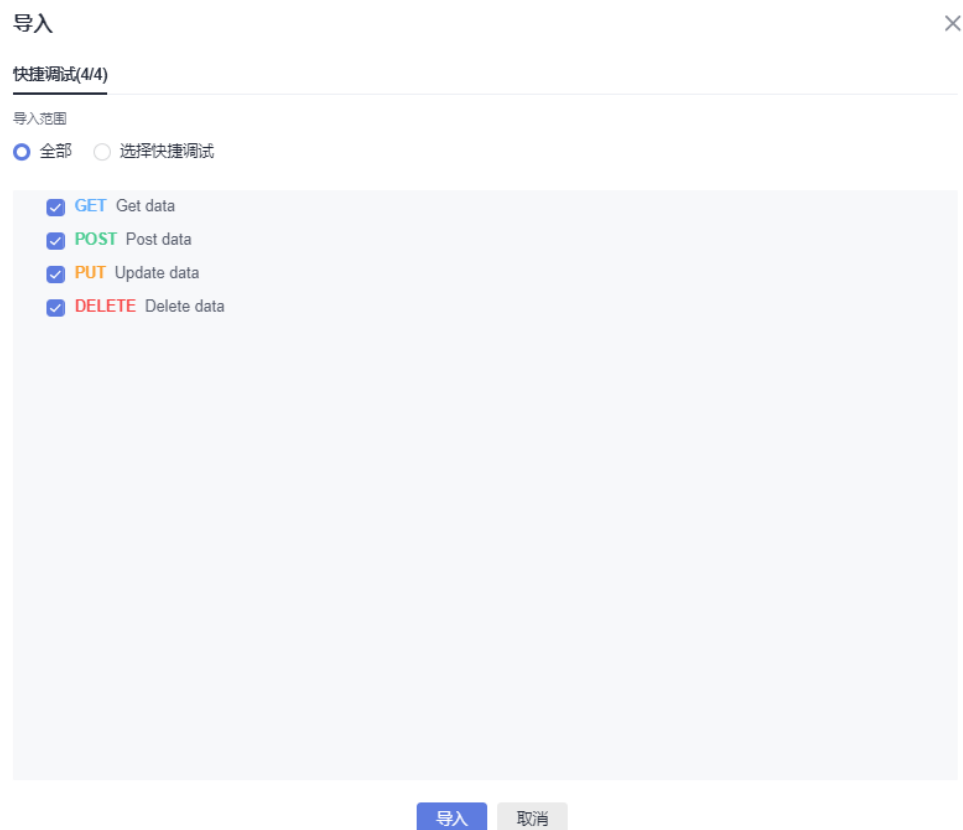 导入
快捷调试(4/4)
导入范围
全部 选择快捷调试
GET Get data
POST Post data
PUT Update data
DELETE Delete data
导入 取消